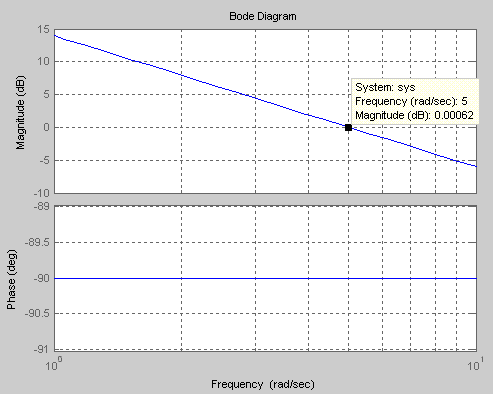 Bode Diagram
15
10
5
0
-5
-10
Magnitude (dB)
System: sys
Frequency (rad/sec): 5
Magnitude (dB): 0.00062
-89
-89.5
-90
-90.5
-91
Phase (deg)
10^0
10^1
Frequency (rad/sec)